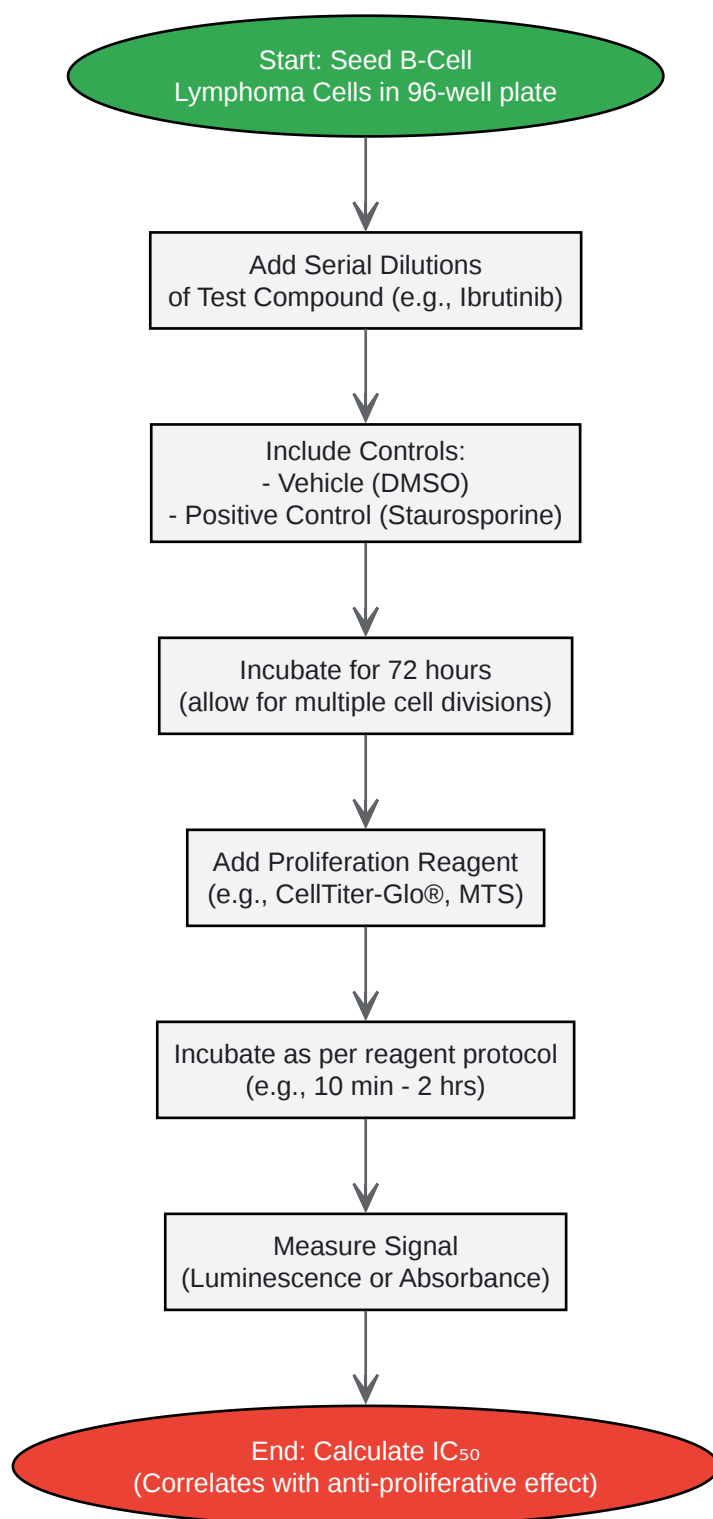 Start: Seed B-Cell
Lymphoma Cells in 96-well plate
Add Serial Dilutions
of Test Compound (e.g., Ibrutinib)
Include Controls:
- Vehicle (DMSO)
- Positive Control (Staurosporine)
Incubate for 72 hours
(allow for multiple cell divisions)
Add Proliferation Reagent
(e.g., CellTiter-Glo®, MTS)
Incubate as per reagent protocol
(e.g., 10 min - 2 hrs)
Measure Signal
(Luminescence or Absorbance)
End: Calculate IC₅₀
(Correlates with anti-proliferative effect)